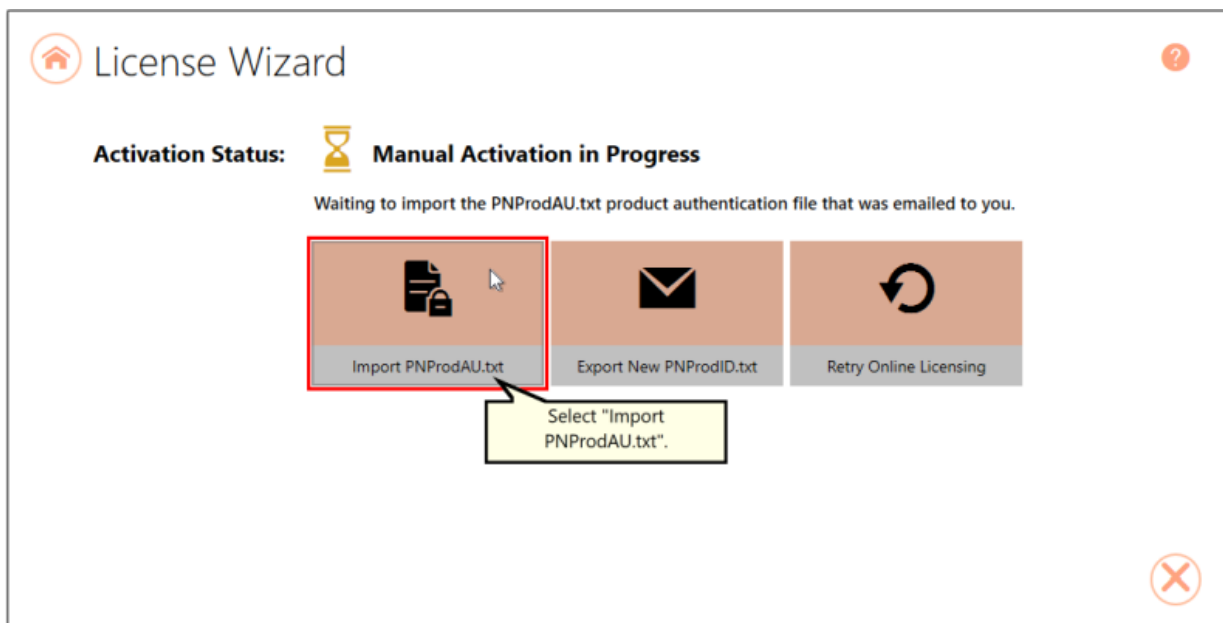 License Wizard
?
Activation Status:
Manual Activation in Progress
Waiting to import the PNProdAU.txt product authentication file that was emailed to you.
Import PNProdAU.txt
Export New PNProdID.txt
Retry Online Licensing
Select "Import
PNProdAU.txt".